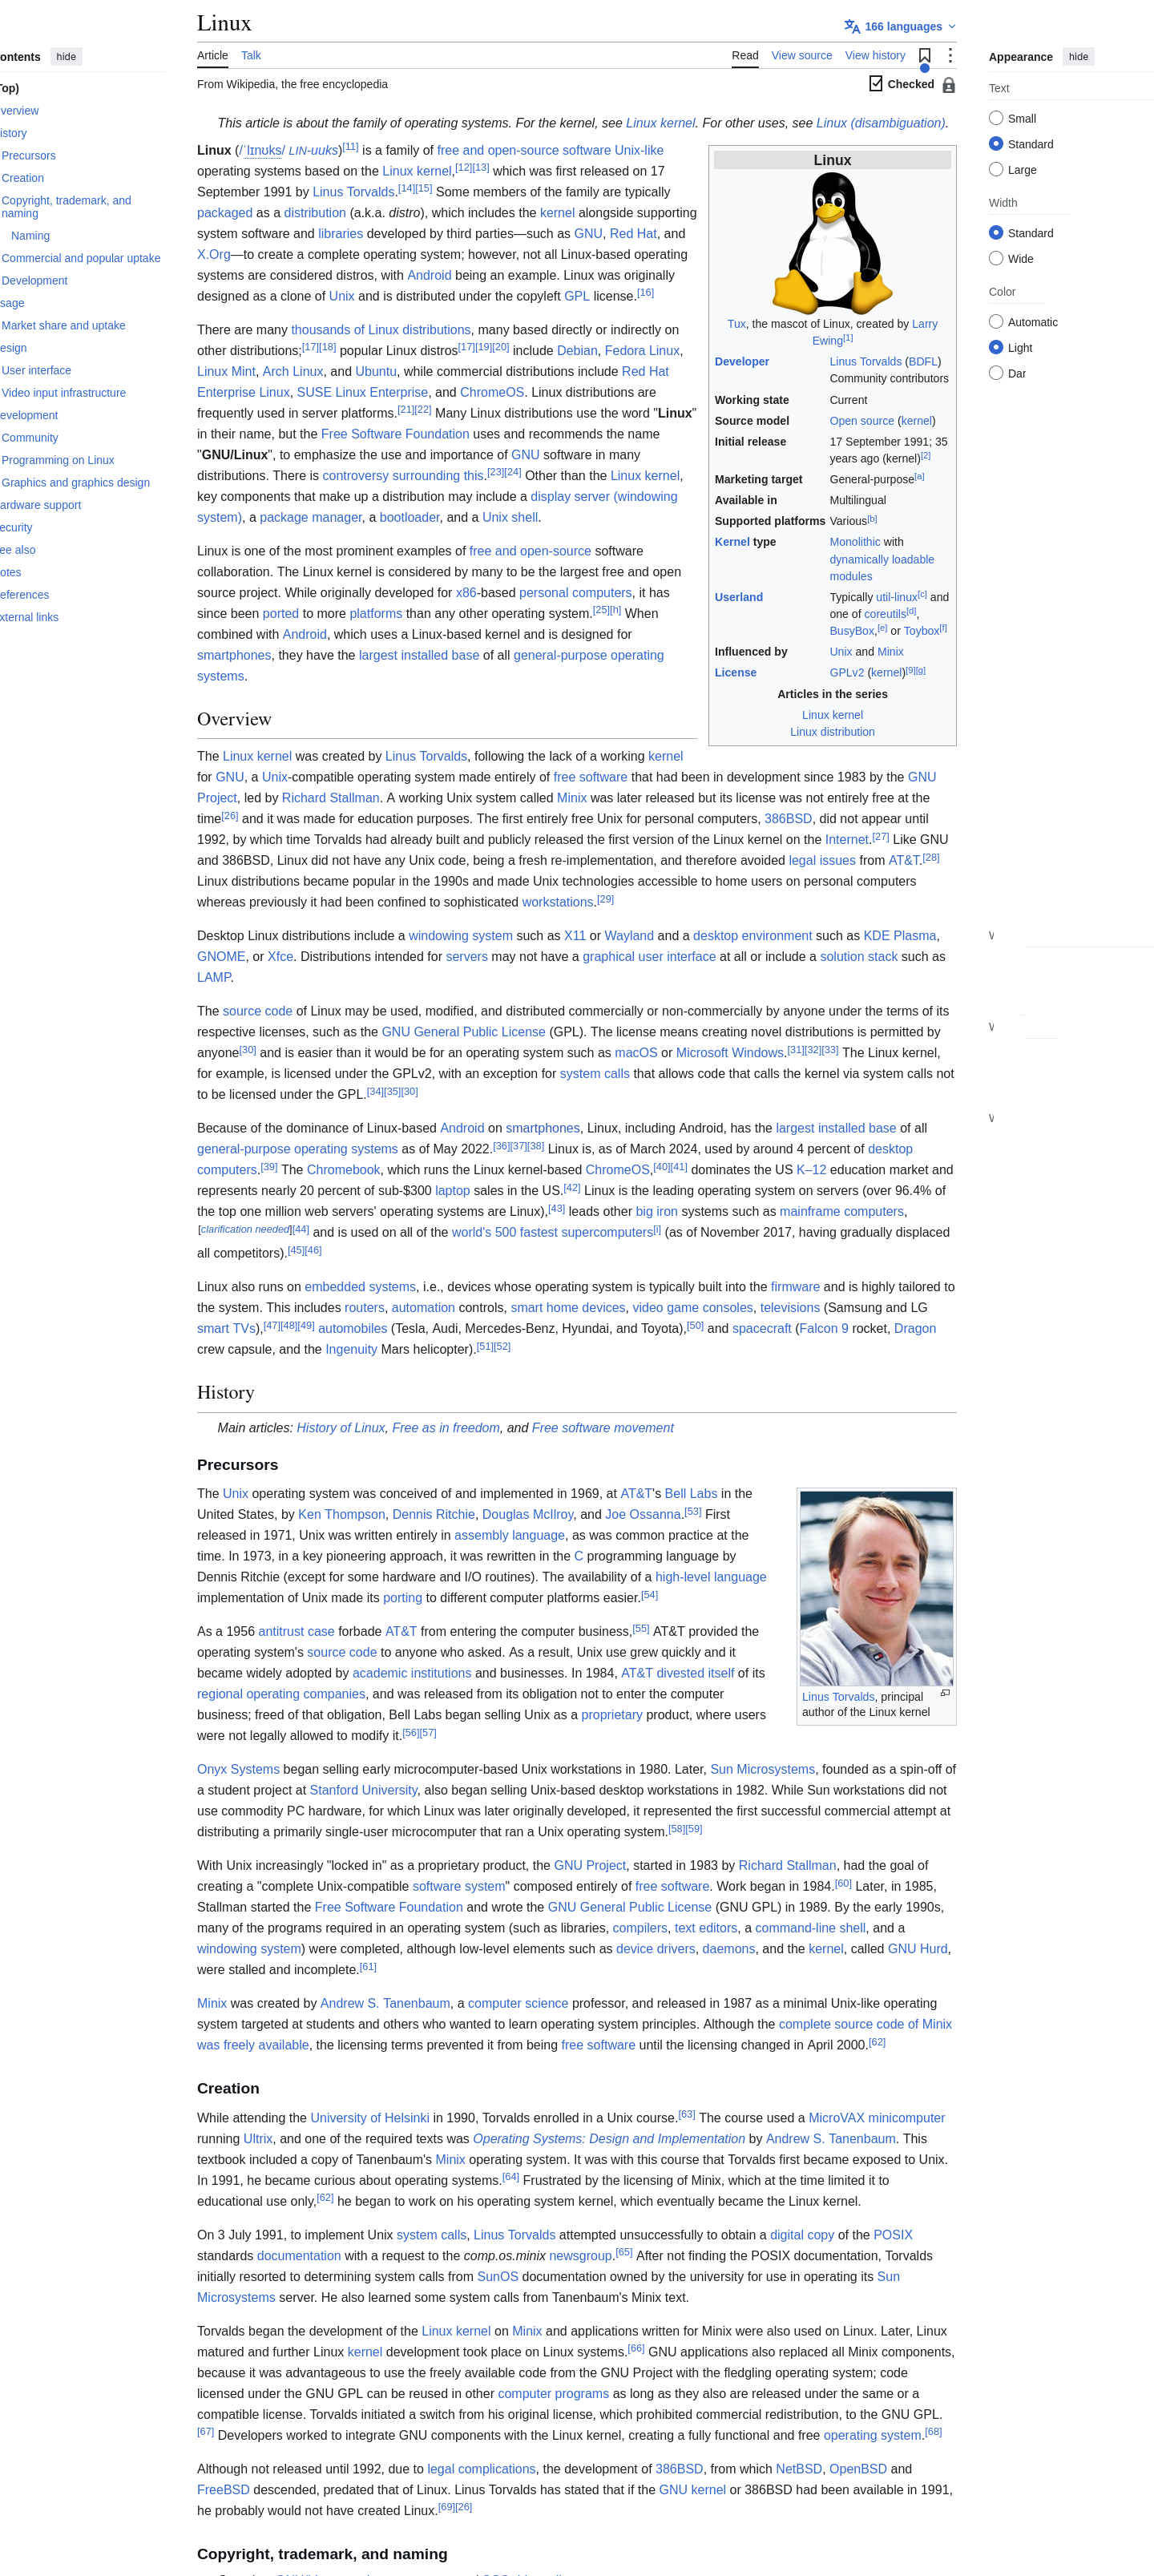 Linux
166 languages
ontents hide
Top)
verview
istory
Precursors
Creation
Copyright, trademark, and
naming
Naming
Commercial and popular uptake
Development
sage
Market share and uptake
esign
User interface
Video input infrastructure
evelopment
Community
Programming on Linux
Graphics and graphics design
ardware support
ecurity
ee also
otes
eferences
xternal links
Article Talk Read View source View history
From Wikipedia, the free encyclopedia Checked
Appearance hide
Text
Small
Standard
Large
Width
Standard
Wide
Color
Automatic
Light
Dar
This article is about the family of operating systems. For the kernel, see Linux kernel. For other uses, see Linux (disambiguation).
Linux (/ˈlɪnʊks/ LIN-uuks)[11] is a family of free and open-source software Unix-like
operating systems based on the Linux kernel,[12][13] which was first released on 17
September 1991 by Linus Torvalds.[14][15] Some members of the family are typically
packaged as a distribution (a.k.a. distro), which includes the kernel alongside supporting
system software and libraries developed by third parties—such as GNU, Red Hat, and
X.Org—to create a complete operating system; however, not all Linux-based operating
systems are considered distros, with Android being an example. Linux was originally
designed as a clone of Unix and is distributed under the copyleft GPL license.[16]
There are many thousands of Linux distributions, many based directly or indirectly on
other distributions;[17][18] popular Linux distros[17][19][20] include Debian, Fedora Linux,
Linux Mint, Arch Linux, and Ubuntu, while commercial distributions include Red Hat
Enterprise Linux, SUSE Linux Enterprise, and ChromeOS. Linux distributions are
frequently used in server platforms.[21][22] Many Linux distributions use the word "Linux"
in their name, but the Free Software Foundation uses and recommends the name
"GNU/Linux", to emphasize the use and importance of GNU software in many
distributions. There is controversy surrounding this.[23][24] Other than the Linux kernel,
key components that make up a distribution may include a display server (windowing
system), a package manager, a bootloader, and a Unix shell.
Linux is one of the most prominent examples of free and open-source software
collaboration. The Linux kernel is considered by many to be the largest free and open
source project. While originally developed for x86-based personal computers, it has
since been ported to more platforms than any other operating system.[25][h] When
combined with Android, which uses a Linux-based kernel and is designed for
smartphones, they have the largest installed base of all general-purpose operating
systems.
Linux
Tux, the mascot of Linux, created by Larry
Ewing[1]
Developer Linus Torvalds (BDFL)
Community contributors
Working state Current
Source model Open source (kernel)
Initial release 17 September 1991; 35
years ago (kernel)[2]
Marketing target General-purpose[a]
Available in Multilingual
Supported platforms Various[b]
Kernel type Monolithic with
dynamically loadable
modules
Userland Typically util-linux[c] and
one of coreutils[d],
BusyBox,[e] or Toybox[f]
Influenced by Unix and Minix
License GPLv2 (kernel)[9][g]
Articles in the series
Linux kernel
Linux distribution
Overview
The Linux kernel was created by Linus Torvalds, following the lack of a working kernel
for GNU, a Unix-compatible operating system made entirely of free software that had been in development since 1983 by the GNU
Project, led by Richard Stallman. A working Unix system called Minix was later released but its license was not entirely free at the
time[26] and it was made for education purposes. The first entirely free Unix for personal computers, 386BSD, did not appear until
1992, by which time Torvalds had already built and publicly released the first version of the Linux kernel on the Internet.[27] Like GNU
and 386BSD, Linux did not have any Unix code, being a fresh re-implementation, and therefore avoided legal issues from AT&T.[28]
Linux distributions became popular in the 1990s and made Unix technologies accessible to home users on personal computers
whereas previously it had been confined to sophisticated workstations.[29]
Desktop Linux distributions include a windowing system such as X11 or Wayland and a desktop environment such as KDE Plasma,
GNOME, or Xfce. Distributions intended for servers may not have a graphical user interface at all or include a solution stack such as
LAMP.
The source code of Linux may be used, modified, and distributed commercially or non-commercially by anyone under the terms of its
respective licenses, such as the GNU General Public License (GPL). The license means creating novel distributions is permitted by
anyone[30] and is easier than it would be for an operating system such as macOS or Microsoft Windows.[31][32][33] The Linux kernel,
for example, is licensed under the GPLv2, with an exception for system calls that allows code that calls the kernel via system calls not
to be licensed under the GPL.[34][35][30]
Because of the dominance of Linux-based Android on smartphones, Linux, including Android, has the largest installed base of all
general-purpose operating systems as of May 2022.[36][37][38] Linux is, as of March 2024, used by around 4 percent of desktop
computers.[39] The Chromebook, which runs the Linux kernel-based ChromeOS,[40][41] dominates the US K–12 education market and
represents nearly 20 percent of sub-$300 laptop sales in the US.[42] Linux is the leading operating system on servers (over 96.4% of
the top one million web servers' operating systems are Linux),[43] leads other big iron systems such as mainframe computers,
[clarification needed][44] and is used on all of the world's 500 fastest supercomputers[i] (as of November 2017, having gradually displaced
all competitors).[45][46]
Linux also runs on embedded systems, i.e., devices whose operating system is typically built into the firmware and is highly tailored to
the system. This includes routers, automation controls, smart home devices, video game consoles, televisions (Samsung and LG
smart TVs),[47][48][49] automobiles (Tesla, Audi, Mercedes-Benz, Hyundai, and Toyota),[50] and spacecraft (Falcon 9 rocket, Dragon
crew capsule, and the Ingenuity Mars helicopter).[51][52]
History
Main articles: History of Linux, Free as in freedom, and Free software movement
Precursors
The Unix operating system was conceived of and implemented in 1969, at AT&T's Bell Labs in the
United States, by Ken Thompson, Dennis Ritchie, Douglas McIlroy, and Joe Ossanna.[53] First
released in 1971, Unix was written entirely in assembly language, as was common practice at the
time. In 1973, in a key pioneering approach, it was rewritten in the C programming language by
Dennis Ritchie (except for some hardware and I/O routines). The availability of a high-level language
implementation of Unix made its porting to different computer platforms easier.[54]
As a 1956 antitrust case forbade AT&T from entering the computer business,[55] AT&T provided the
operating system's source code to anyone who asked. As a result, Unix use grew quickly and it
became widely adopted by academic institutions and businesses. In 1984, AT&T divested itself of its
regional operating companies, and was released from its obligation not to enter the computer
business; freed of that obligation, Bell Labs began selling Unix as a proprietary product, where users
were not legally allowed to modify it.[56][57]
Linus Torvalds, principal
author of the Linux kernel
Onyx Systems began selling early microcomputer-based Unix workstations in 1980. Later, Sun Microsystems, founded as a spin-off of
a student project at Stanford University, also began selling Unix-based desktop workstations in 1982. While Sun workstations did not
use commodity PC hardware, for which Linux was later originally developed, it represented the first successful commercial attempt at
distributing a primarily single-user microcomputer that ran a Unix operating system.[58][59]
With Unix increasingly "locked in" as a proprietary product, the GNU Project, started in 1983 by Richard Stallman, had the goal of
creating a "complete Unix-compatible software system" composed entirely of free software. Work began in 1984.[60] Later, in 1985,
Stallman started the Free Software Foundation and wrote the GNU General Public License (GNU GPL) in 1989. By the early 1990s,
many of the programs required in an operating system (such as libraries, compilers, text editors, a command-line shell, and a
windowing system) were completed, although low-level elements such as device drivers, daemons, and the kernel, called GNU Hurd,
were stalled and incomplete.[61]
Minix was created by Andrew S. Tanenbaum, a computer science professor, and released in 1987 as a minimal Unix-like operating
system targeted at students and others who wanted to learn operating system principles. Although the complete source code of Minix
was freely available, the licensing terms prevented it from being free software until the licensing changed in April 2000.[62]
Creation
While attending the University of Helsinki in 1990, Torvalds enrolled in a Unix course.[63] The course used a MicroVAX minicomputer
running Ultrix, and one of the required texts was Operating Systems: Design and Implementation by Andrew S. Tanenbaum. This
textbook included a copy of Tanenbaum's Minix operating system. It was with this course that Torvalds first became exposed to Unix.
In 1991, he became curious about operating systems.[64] Frustrated by the licensing of Minix, which at the time limited it to
educational use only,[62] he began to work on his operating system kernel, which eventually became the Linux kernel.
On 3 July 1991, to implement Unix system calls, Linus Torvalds attempted unsuccessfully to obtain a digital copy of the POSIX
standards documentation with a request to the comp.os.minix newsgroup.[65] After not finding the POSIX documentation, Torvalds
initially resorted to determining system calls from SunOS documentation owned by the university for use in operating its Sun
Microsystems server. He also learned some system calls from Tanenbaum's Minix text.
Torvalds began the development of the Linux kernel on Minix and applications written for Minix were also used on Linux. Later, Linux
matured and further Linux kernel development took place on Linux systems.[66] GNU applications also replaced all Minix components,
because it was advantageous to use the freely available code from the GNU Project with the fledgling operating system; code
licensed under the GNU GPL can be reused in other computer programs as long as they also are released under the same or a
compatible license. Torvalds initiated a switch from his original license, which prohibited commercial redistribution, to the GNU GPL.
[67] Developers worked to integrate GNU components with the Linux kernel, creating a fully functional and free operating system.[68]
Although not released until 1992, due to legal complications, the development of 386BSD, from which NetBSD, OpenBSD and
FreeBSD descended, predated that of Linux. Linus Torvalds has stated that if the GNU kernel or 386BSD had been available in 1991,
he probably would not have created Linux.[69][26]
Copyright, trademark, and naming